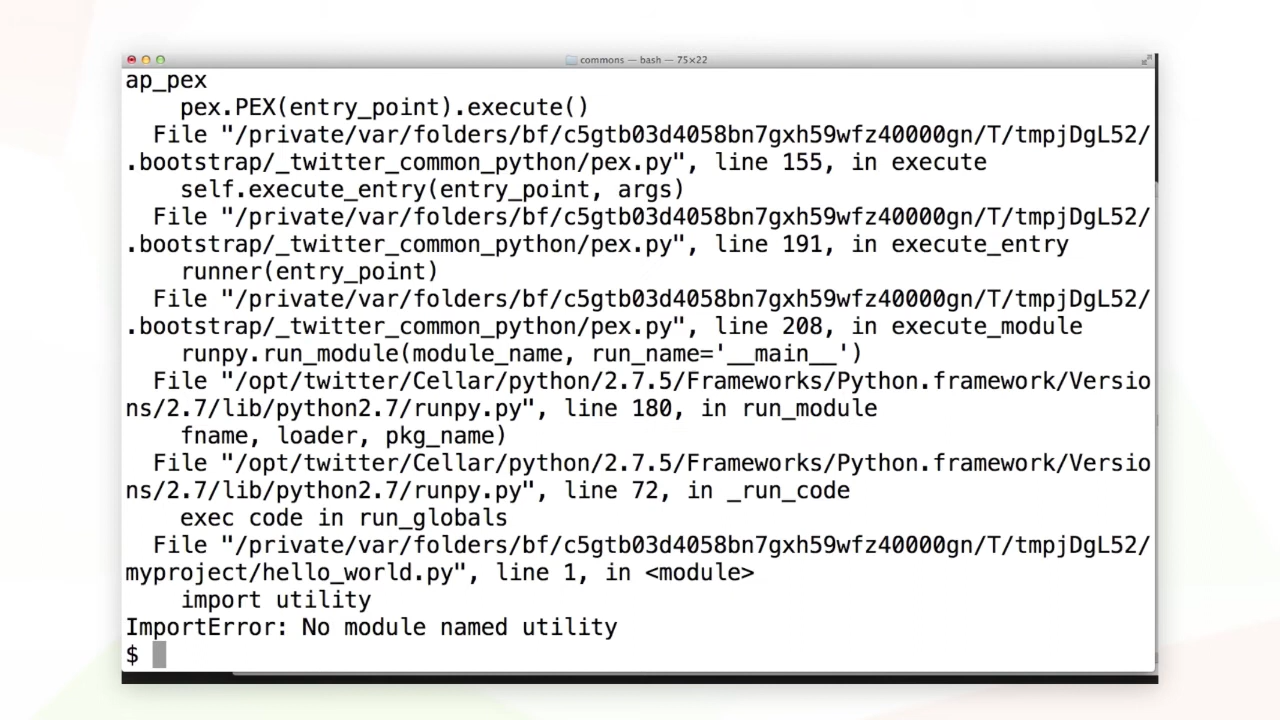 commons — bash — 75×22
ap_pex
    pex.PEX(entry_point).execute()
  File "/private/var/folders/bf/c5gtb03d4058bn7gxh59wfz40000gn/T/tmpjDgL52/
.bootstrap/_twitter_common_python/pex.py", line 155, in execute
    self.execute_entry(entry_point, args)
  File "/private/var/folders/bf/c5gtb03d4058bn7gxh59wfz40000gn/T/tmpjDgL52/
.bootstrap/_twitter_common_python/pex.py", line 191, in execute_entry
    runner(entry_point)
  File "/private/var/folders/bf/c5gtb03d4058bn7gxh59wfz40000gn/T/tmpjDgL52/
.bootstrap/_twitter_common_python/pex.py", line 208, in execute_module
    runpy.run_module(module_name, run_name='__main__')
  File "/opt/twitter/Cellar/python/2.7.5/Frameworks/Python.framework/Versio
ns/2.7/lib/python2.7/runpy.py", line 180, in run_module
    fname, loader, pkg_name)
  File "/opt/twitter/Cellar/python/2.7.5/Frameworks/Python.framework/Versio
ns/2.7/lib/python2.7/runpy.py", line 72, in _run_code
    exec code in run_globals
  File "/private/var/folders/bf/c5gtb03d4058bn7gxh59wfz40000gn/T/tmpjDgL52/
myproject/hello_world.py", line 1, in <module>
    import utility
ImportError: No module named utility
$